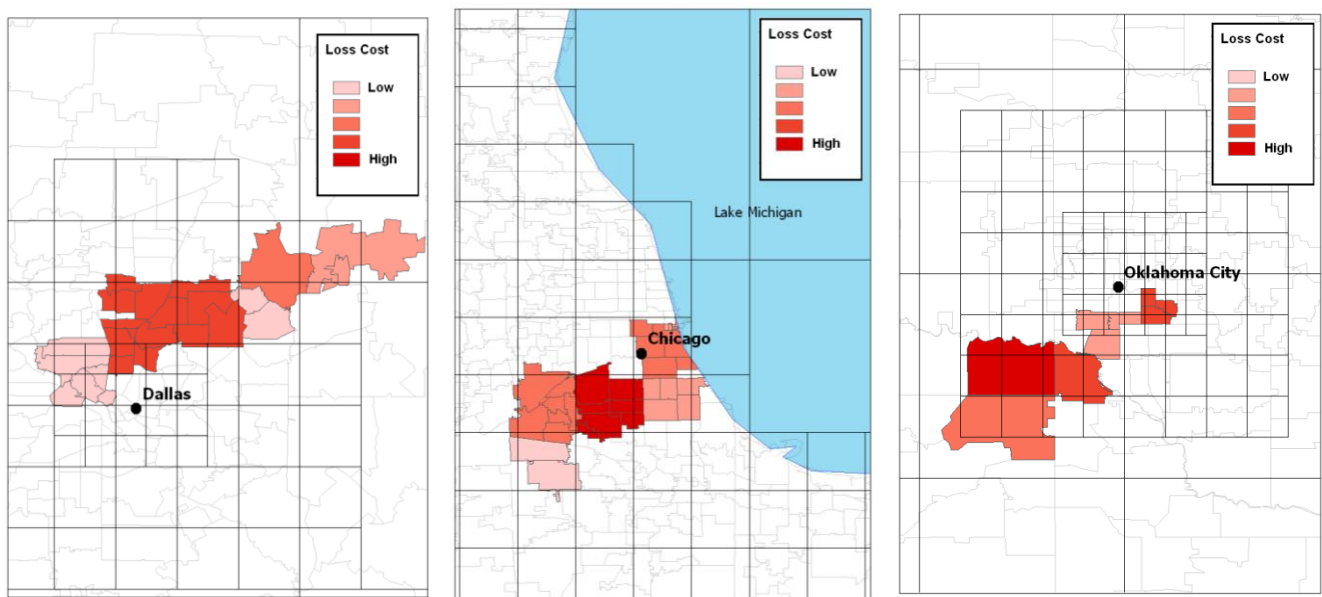 Loss Cost
Low
High
Dallas
Loss Cost
Low
High
Lake Michigan
Chicago
Loss Cost
Low
High
Oklahoma City